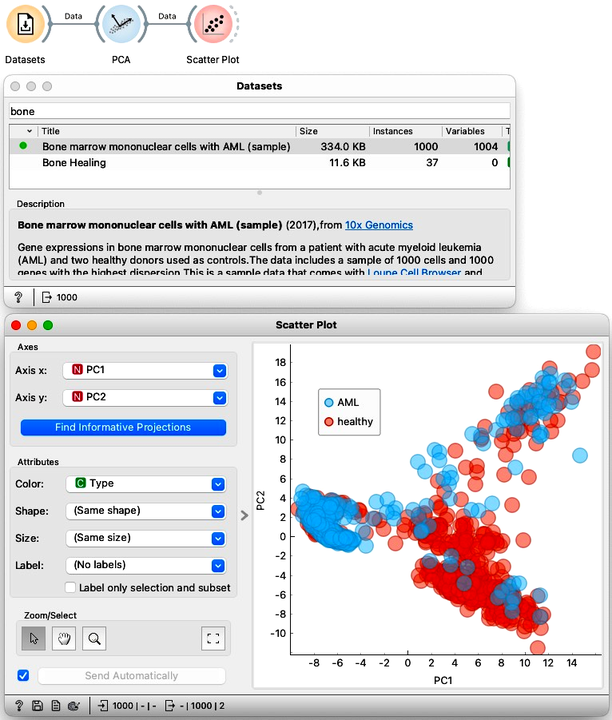 Data
Data
Datasets
PCA
Scatter Plot
Datasets
bone
Title Size Instances Variables T
Bone marrow mononuclear cells with AML (sample) 334.0 KB 1000 1004
Bone Healing 11.6 KB 37 0
Description
Bone marrow mononuclear cells with AML (sample) (2017),from 10x Genomics
Gene expressions in bone marrow mononuclear cells from a patient with acute myeloid leukemia
(AML) and two healthy donors used as controls.The data includes a sample of 1000 cells and 1000
genes with the highest dispersion.This is a sample data that comes with Loupe Cell Browser and
? 1000
Scatter Plot
Axes
Axis x: N PC1
Axis y: N PC2
Find Informative Projections
Attributes
Color: C Type
Shape: (Same shape)
Size: (Same size)
Label: (No labels)
Label only selection and subset
Zoom/Select
Send Automatically
? 1000 | - | - - | 1000 | 2
AML
healthy
PC2
18
16
14
12
10
8
6
4
2
0
-2
-4
-6
-8
-10
-8 -6 -4 -2 0 2 4 6 8 10 12 14
PC1